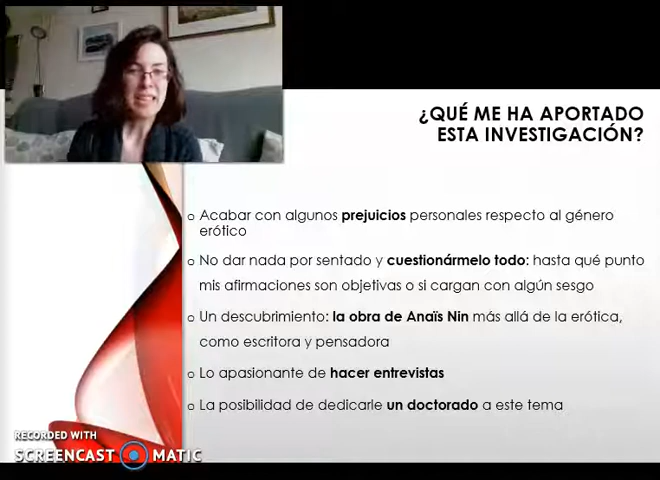 ¿QUÉ ME HA APORTADO
ESTA INVESTIGACIÓN?
o Acabar con algunos prejuicios personales respecto al género
erótico
o No dar nada por sentado y cuestionármelo todo: hasta qué punto
mis afirmaciones son objetivas o si cargan con algún sesgo
o Un descubrimiento: la obra de Anaïs Nin más allá de la erótica,
como escritora y pensadora
o Lo apasionante de hacer entrevistas
o La posibilidad de dedicarle un doctorado a este tema
RECORDED WITH
SCREENCAST MATIC